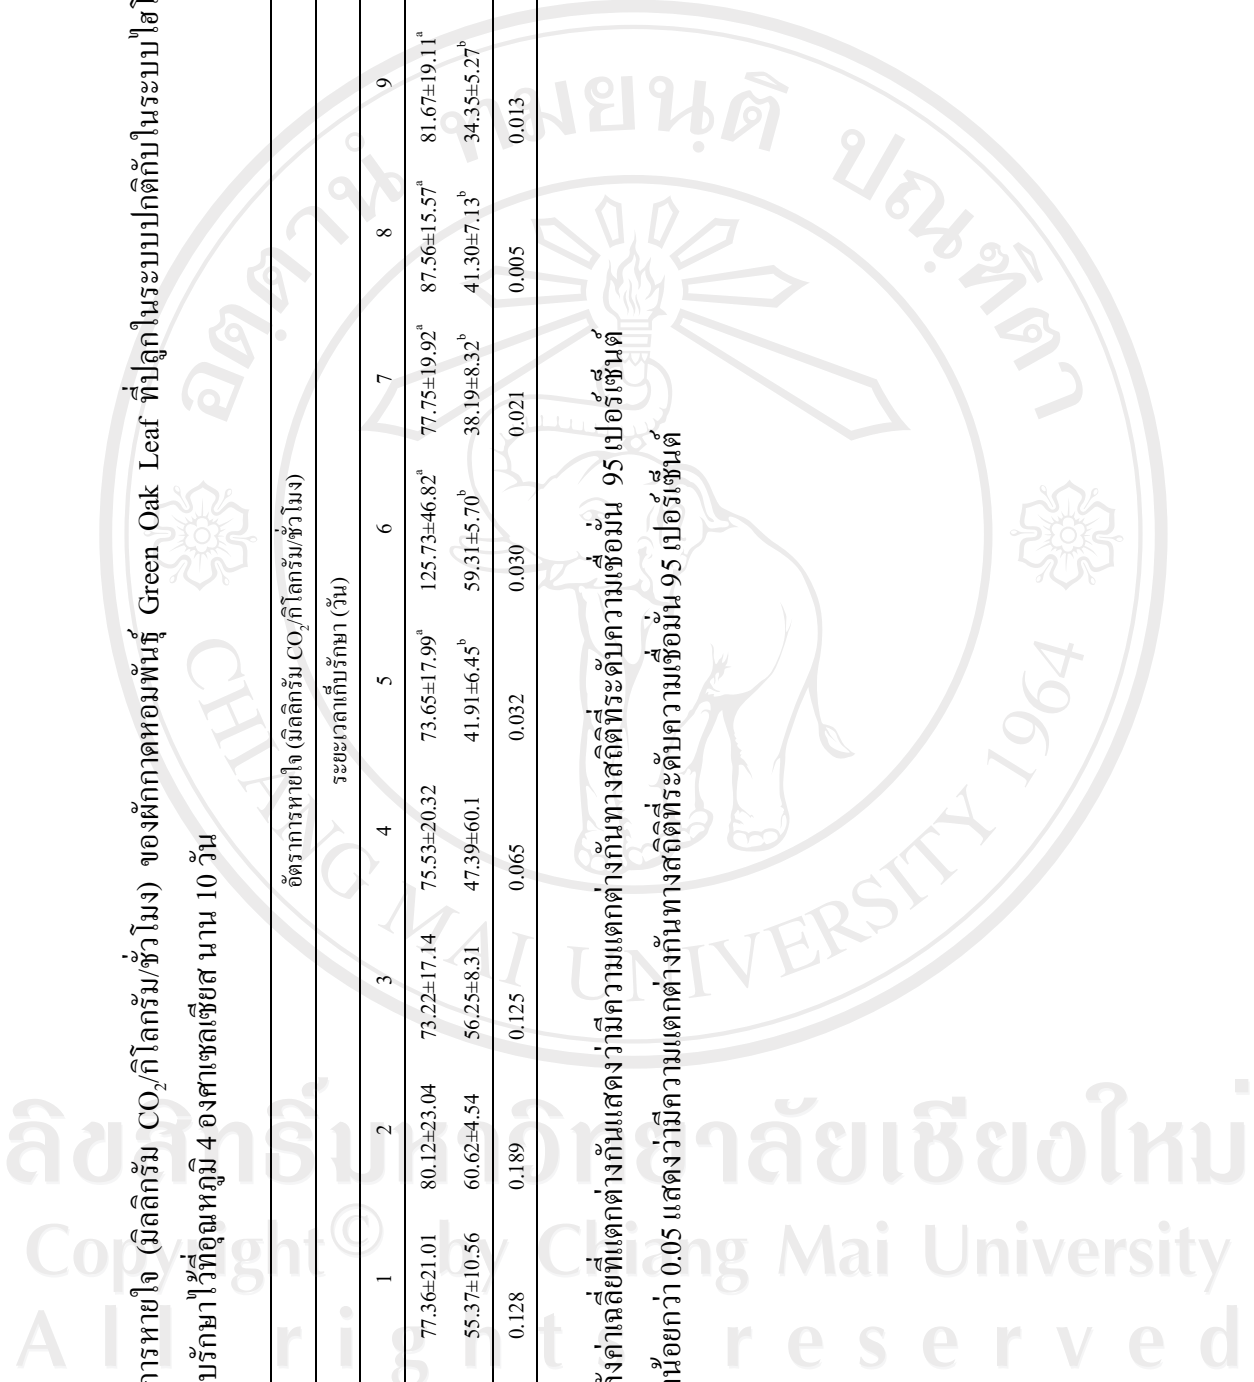 การหายใจ (มิลลิกรัม CO₂/กิโลกรัม/ชั่วโมง) ของผักกาดหอมพันธุ์ Green Oak Leaf ที่ปลูกในระบบปกติกับในระบบไฮโ
บรักษาไว้ที่อุณหภูมิ 4 องศาเซลเซียส นาน 10 วัน
อัตราการหายใจ (มิลลิกรัม CO₂/กิโลกรัม/ชั่วโมง)
ระยะเวลาเก็บรักษา (วัน)
1 2 3 4 5 6 7 8 9
77.36±21.01 80.12±23.04 73.22±17.14 75.53±20.32 73.65±17.99ᵃ 125.73±46.82ᵃ 77.75±19.92ᵃ 87.56±15.57ᵃ 81.67±19.11ᵃ
55.37±10.56 60.62±4.54 56.25±8.31 47.39±60.1 41.91±6.45ᵇ 59.31±5.70ᵇ 38.19±8.32ᵇ 41.30±7.13ᵇ 34.35±5.27ᵇ
0.128 0.189 0.125 0.065 0.032 0.030 0.021 0.005 0.013
ังค่าเฉลี่ยที่แตกต่างกันแสดงว่ามีความแตกต่างกันทางสถิติที่ระดับความเชื่อมั่น 95 เปอร์เซ็นต์
น้อยกว่า 0.05 แสดงว่ามีความแตกต่างกันทางสถิติที่ระดับความเชื่อมั่น 95 เปอร์เซ็นต์
CHIANG MAI UNIVERSITY 1964
Copyright© by Chiang Mai University
All rights reserved